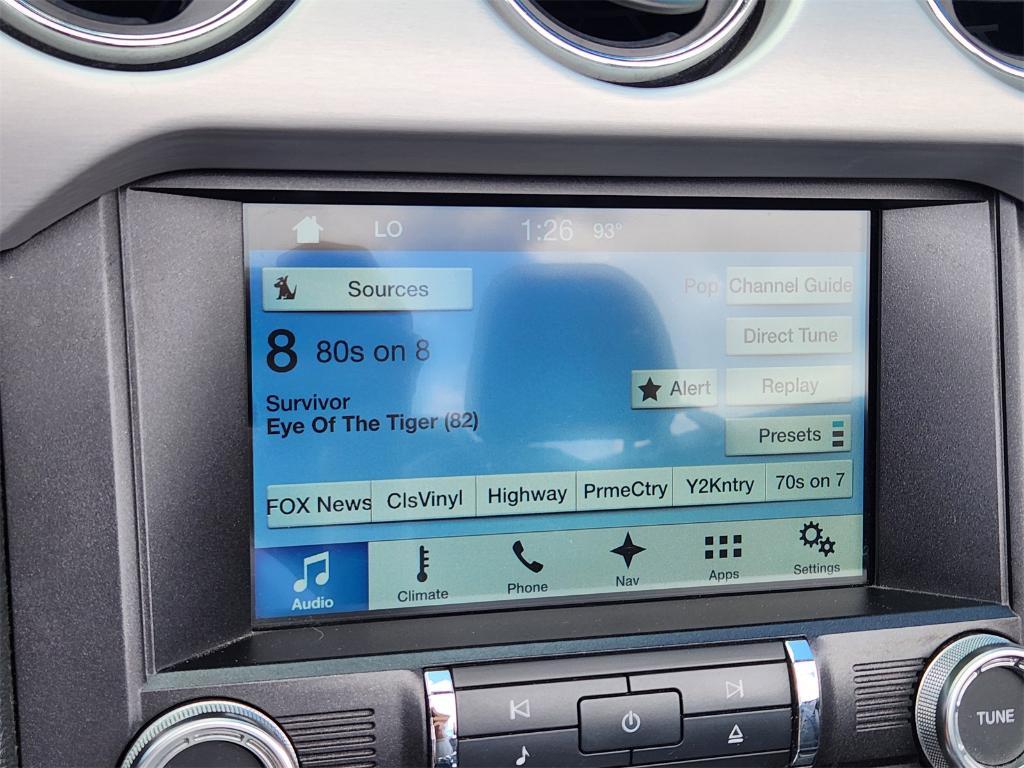 LO 1:26 93°
Sources
Pop Channel Guide
8 80s on 8
Direct Tune
Survivor
Alert Replay
Eye Of The Tiger (82)
Presets
FOX News ClsVinyl Highway PrmeCtry Y2Kntry 70s on 7
Audio Climate Phone Nav Apps Settings
TUNE